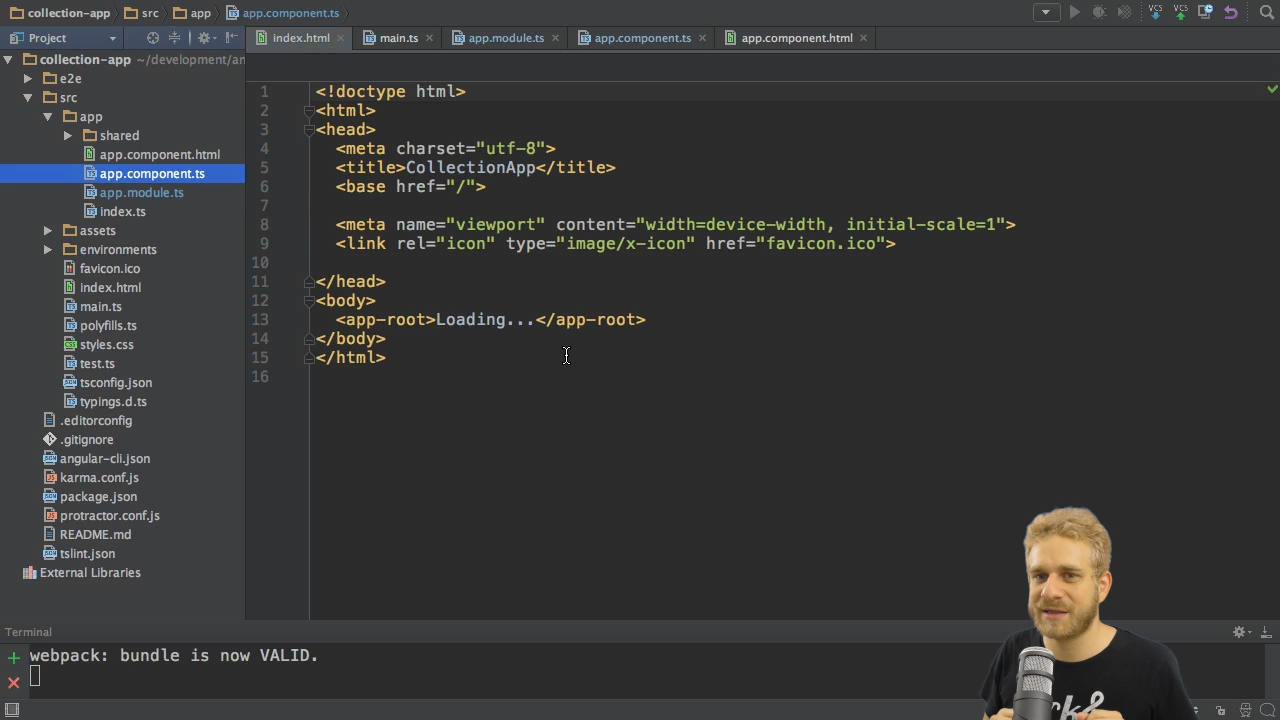 collection-app src app app.component.ts
VCS VCS
Project
index.html main.ts app.module.ts app.component.ts app.component.html
collection-app ~/development/an
e2e
src
app
shared
app.component.html
app.component.ts
app.module.ts
index.ts
assets
environments
favicon.ico
index.html
main.ts
polyfills.ts
styles.css
test.ts
tsconfig.json
typings.d.ts
.editorconfig
.gitignore
angular-cli.json
karma.conf.js
package.json
protractor.conf.js
README.md
tslint.json
External Libraries
1 <!doctype html>
2 <html>
3 <head>
4 <meta charset="utf-8">
5 <title>CollectionApp</title>
6 <base href="/">
7
8 <meta name="viewport" content="width=device-width, initial-scale=1">
9 <link rel="icon" type="image/x-icon" href="favicon.ico">
10
11 </head>
12 <body>
13 <app-root>Loading...</app-root>
14 </body>
15 </html>
16
Terminal
webpack: bundle is now VALID.